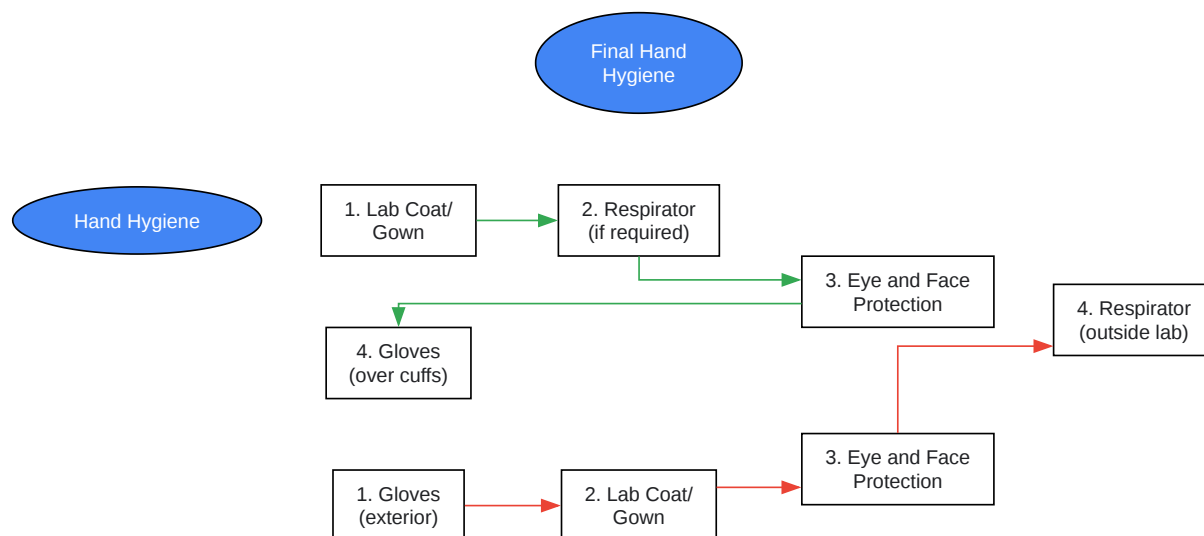 Final Hand
Hygiene
Hand Hygiene
1. Lab Coat/
Gown
2. Respirator
(if required)
3. Eye and Face
Protection
4. Respirator
(outside lab)
4. Gloves
(over cuffs)
3. Eye and Face
Protection
1. Gloves
(exterior)
2. Lab Coat/
Gown